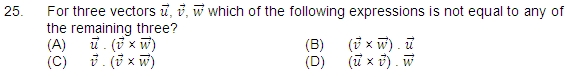 25. For three vectors u⃗, v⃗, w⃗ which of the following expressions is not equal to any of
the remaining three?
(A) u⃗ . (v⃗ × w⃗) (B) (v⃗ × w⃗) . u⃗
(C) v⃗ . (v⃗ × w⃗) (D) (u⃗ × v⃗) . w⃗